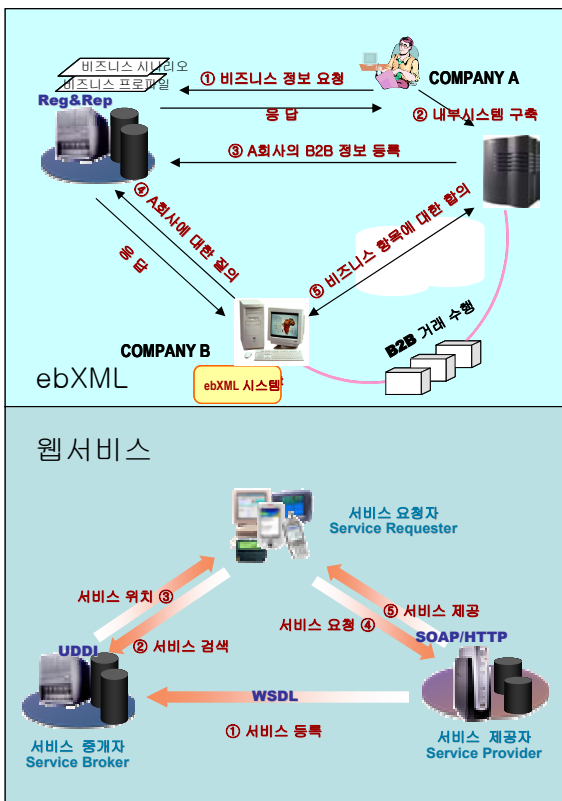 비즈니스 시나리오
비즈니스 프로파일
Reg&Rep
① 비즈니스 정보 요청
응 답
COMPANY A
② 내부시스템 구축
③ A회사의 B2B 정보 등록
④ A회사에 대한 질의
응 답
⑤ 비즈니스 항목에 대한 합의
COMPANY B
B2B 거래 수행
ebXML 시스템
ebXML
웹서비스
서비스 요청자
Service Requester
서비스 위치 ③
② 서비스 검색
⑤ 서비스 제공
서비스 요청 ④
UDDI
SOAP/HTTP
WSDL
① 서비스 등록
서비스 중개자
Service Broker
서비스 제공자
Service Provider